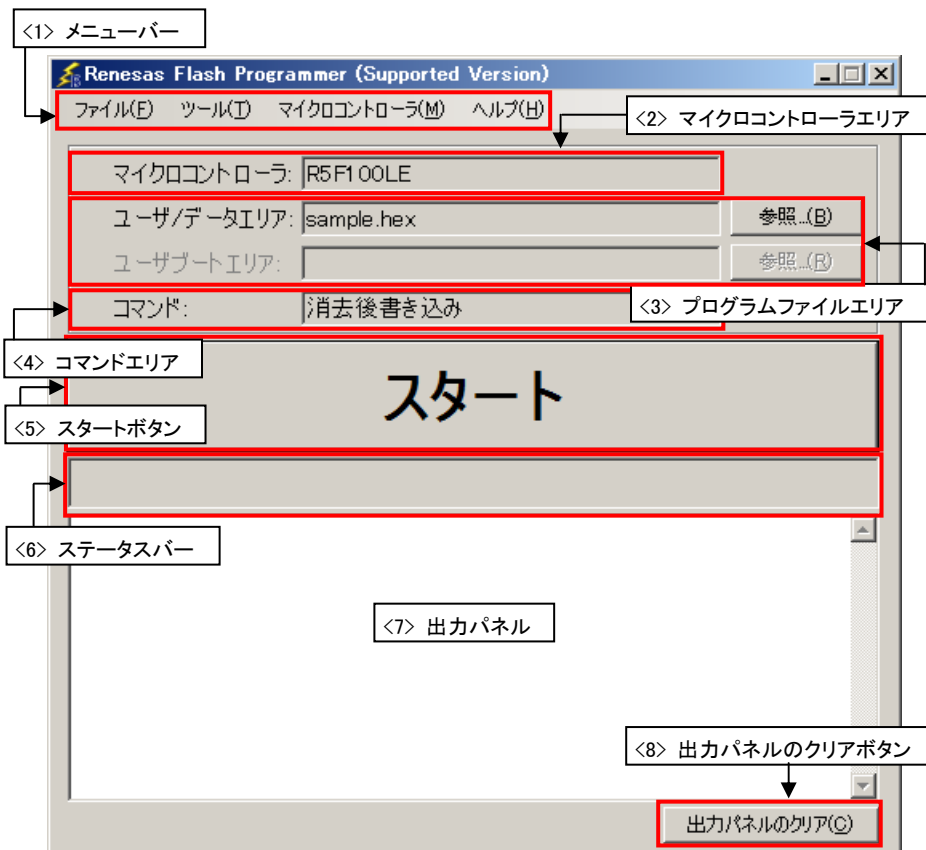 <1> メニューバー
Renesas Flash Programmer (Supported Version)
ファイル(F) ツール(T) マイクロコントローラ(M) ヘルプ(H)
<2> マイクロコントローラエリア
マイクロコントローラ: R5F100LE
ユーザ/データエリア: sample.hex 参照...(B)
ユーザブートエリア: 参照...(R)
コマンド: 消去後書き込み
<3> プログラムファイルエリア
<4> コマンドエリア
スタート
<5> スタートボタン
<6> ステータスバー
<7> 出力パネル
<8> 出力パネルのクリアボタン
出力パネルのクリア(C)